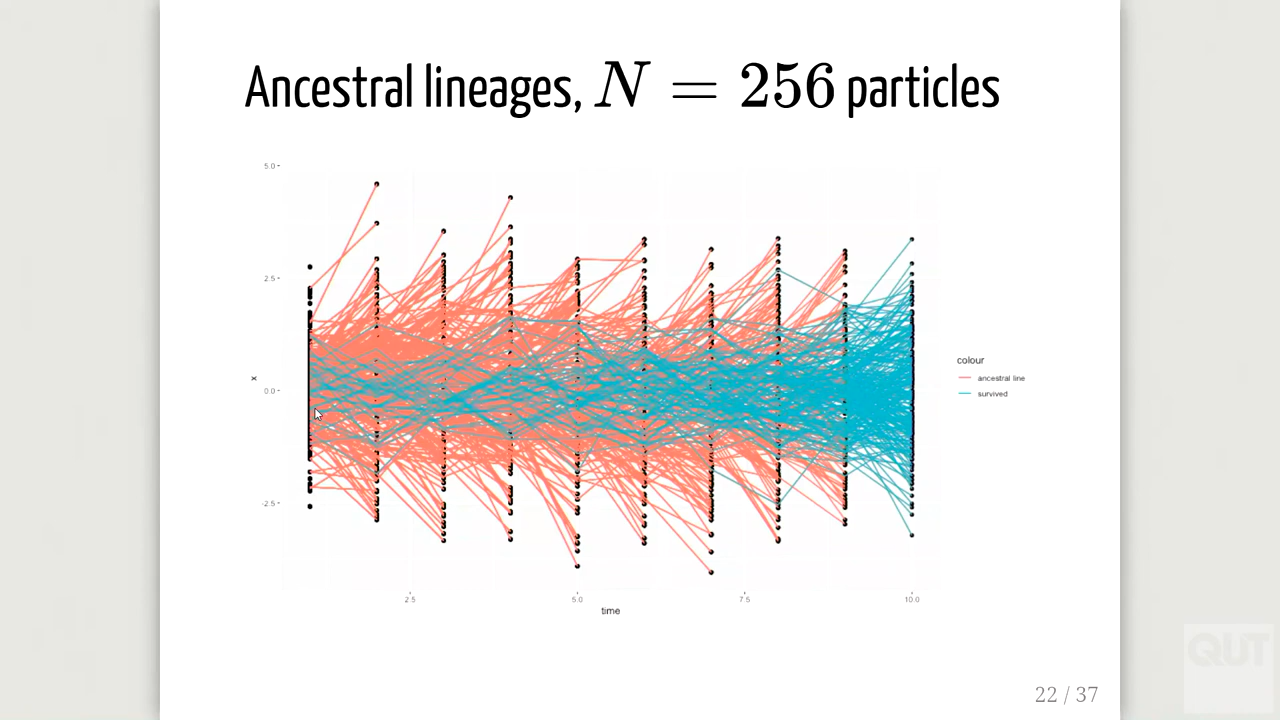 Ancestral lineages, N = 256 particles
5.0
2.5
0.0
-2.5
x
2.5
5.0
7.5
10.0
time
colour
ancestral line
survived
22 / 37
QUT